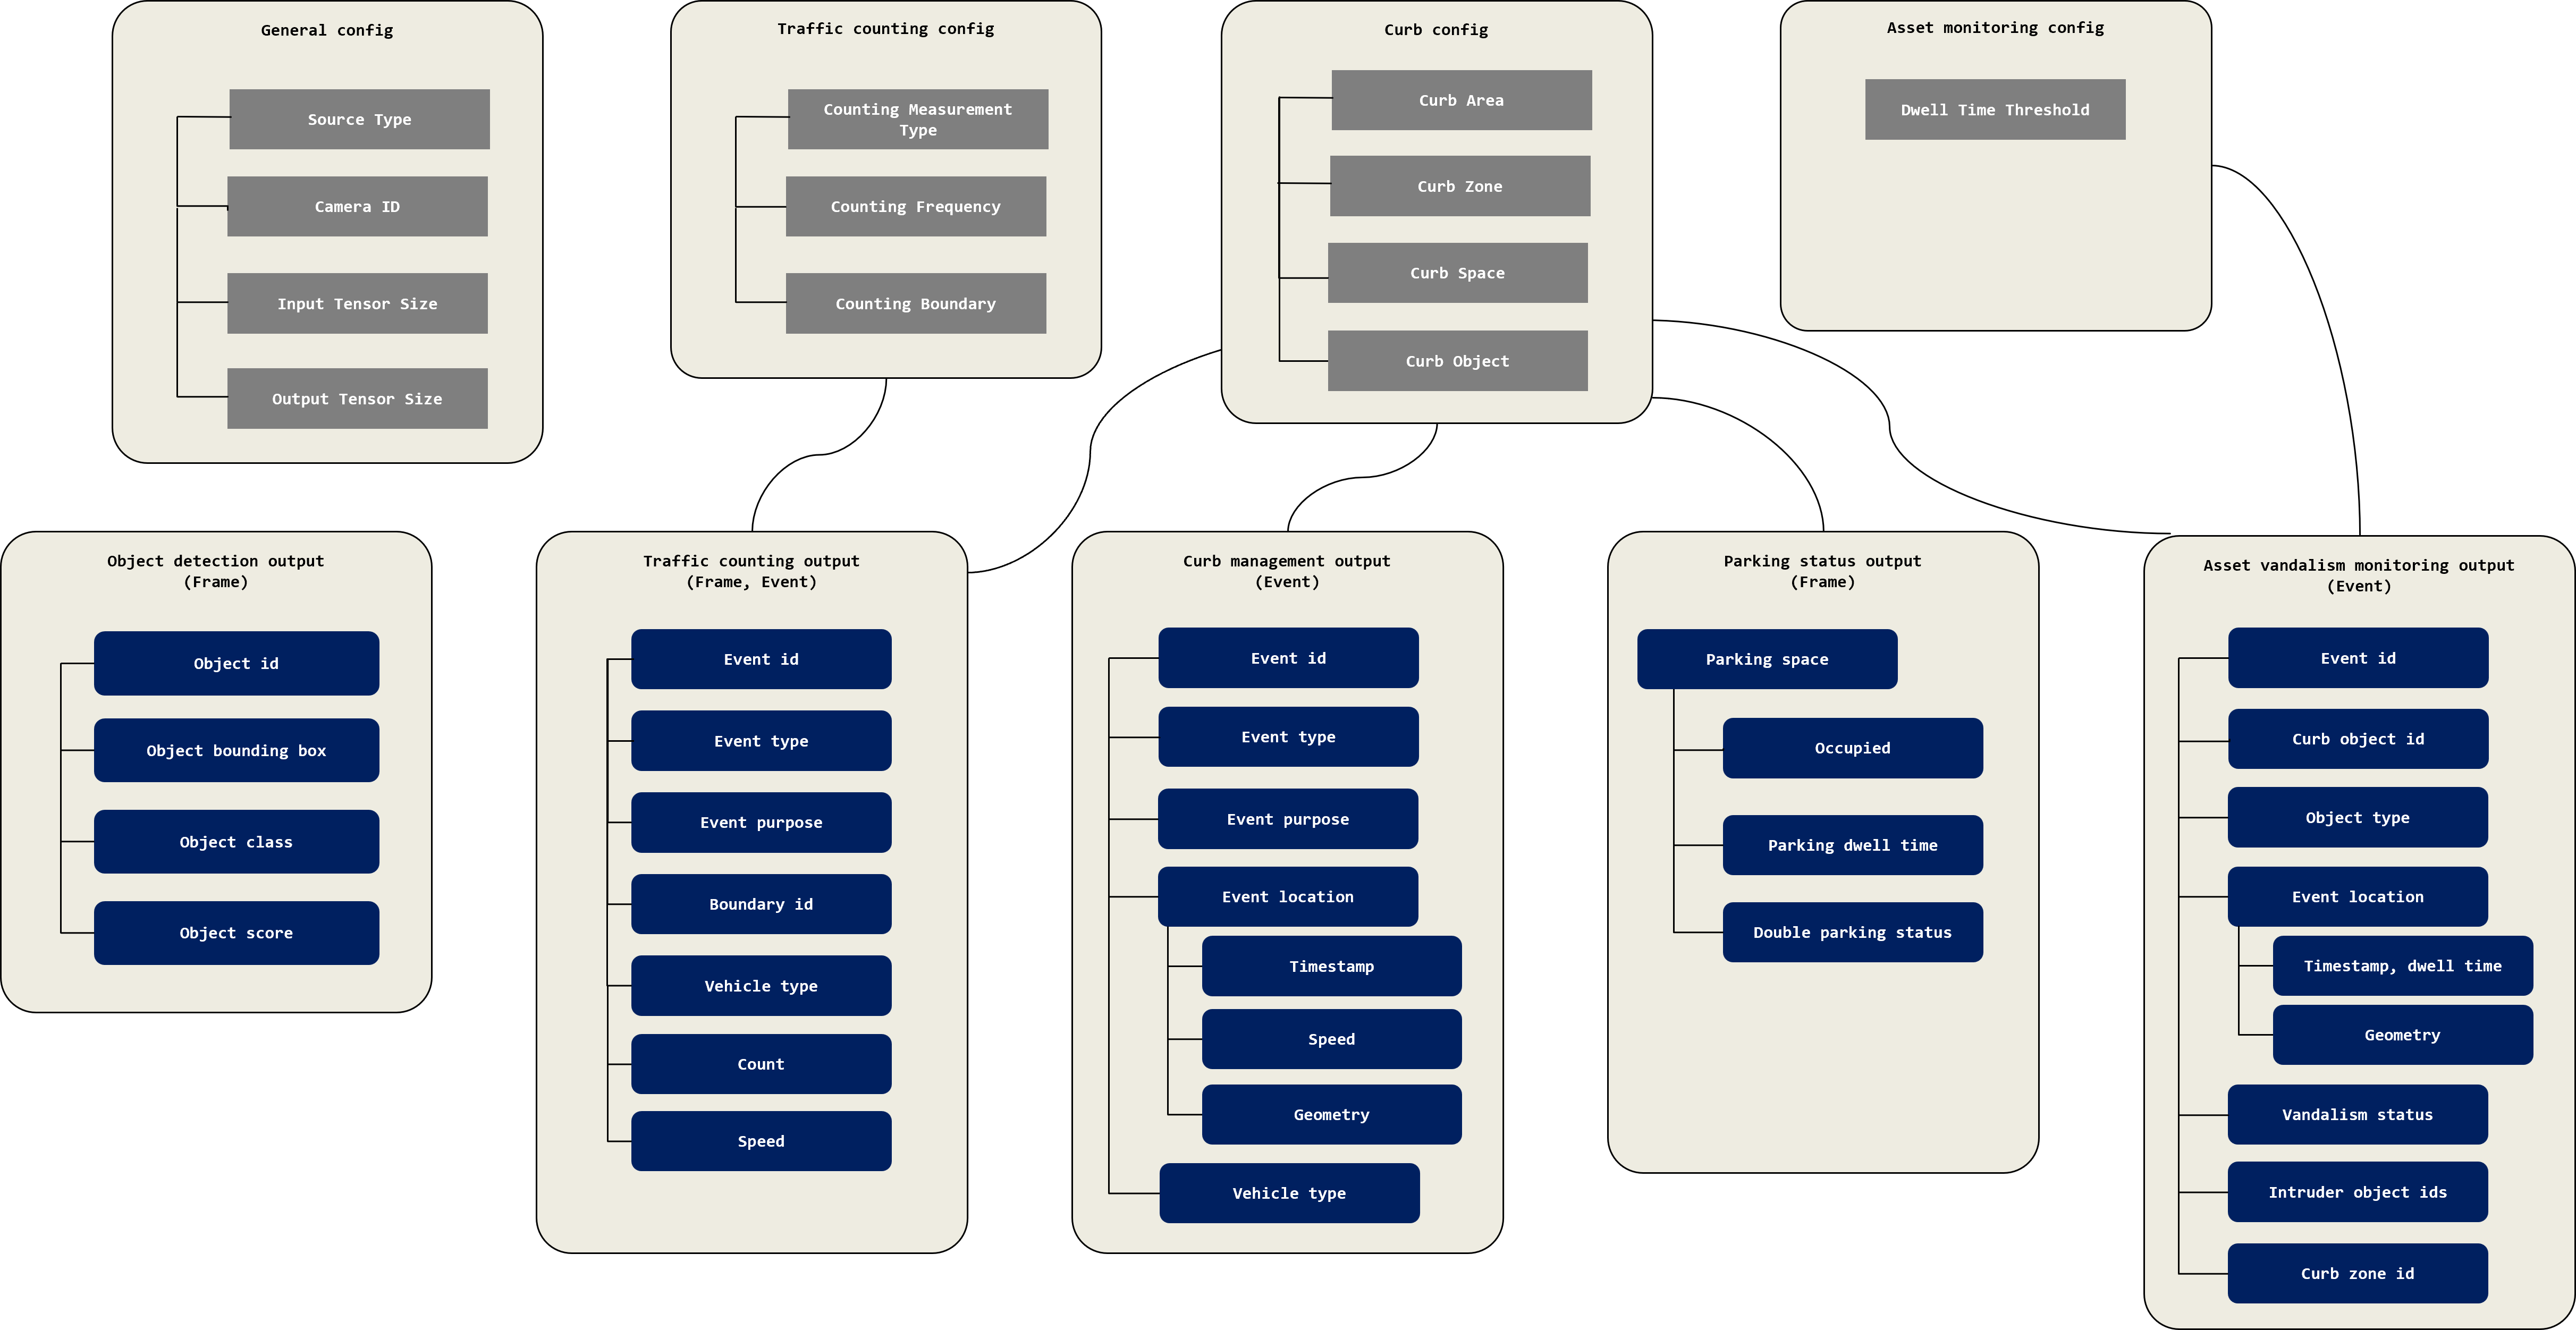 General config
Source Type
Camera ID
Input Tensor Size
Output Tensor Size
Traffic counting config
Counting Measurement
Type
Counting Frequency
Counting Boundary
Curb config
Curb Area
Curb Zone
Curb Space
Curb Object
Asset monitoring config
Dwell Time Threshold
Object detection output
(Frame)
Object id
Object bounding box
Object class
Object score
Traffic counting output
(Frame, Event)
Event id
Event type
Event purpose
Boundary id
Vehicle type
Count
Speed
Curb management output
(Event)
Event id
Event type
Event purpose
Event location
Timestamp
Speed
Geometry
Vehicle type
Parking status output
(Frame)
Parking space
Occupied
Parking dwell time
Double parking status
Asset vandalism monitoring output
(Event)
Event id
Curb object id
Object type
Event location
Timestamp, dwell time
Geometry
Vandalism status
Intruder object ids
Curb zone id